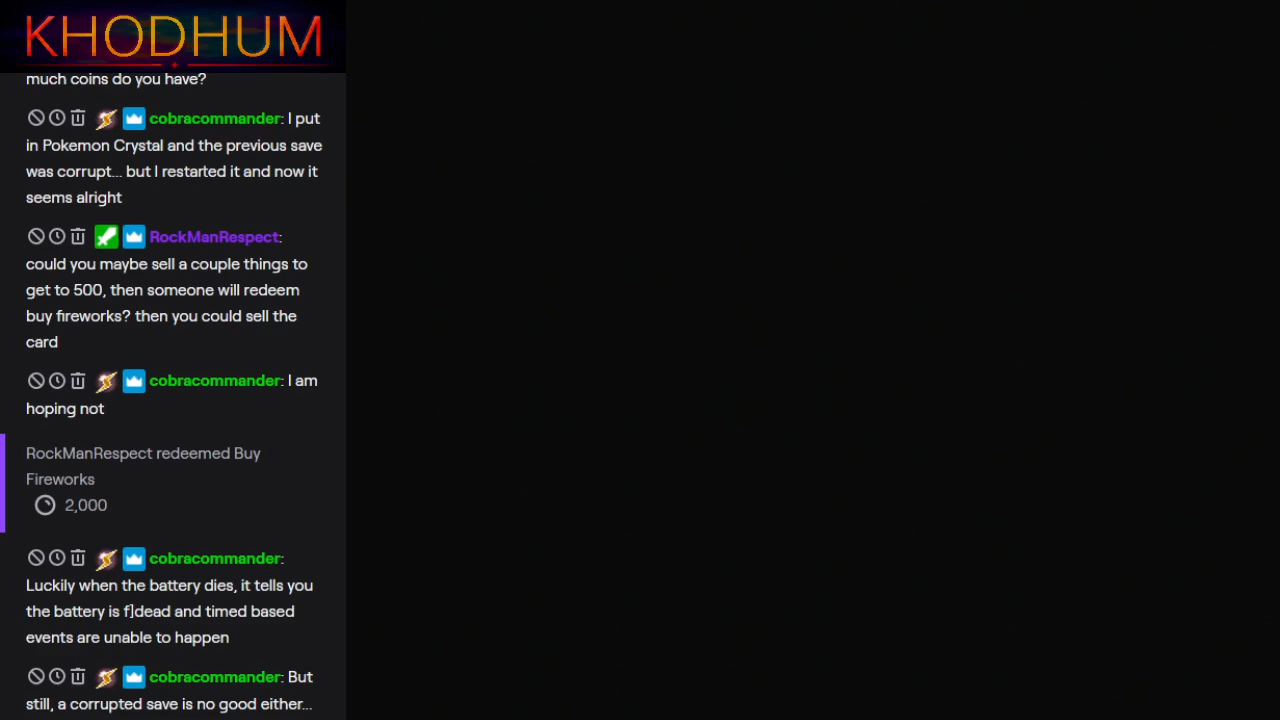 KHODHUM
much coins do you have?
cobracommander: I put
in Pokemon Crystal and the previous save
was corrupt... but I restarted it and now it
seems alright
RockManRespect:
could you maybe sell a couple things to
get to 500, then someone will redeem
buy fireworks? then you could sell the
card
cobracommander: I am
hoping not
RockManRespect redeemed Buy
Fireworks
2,000
cobracommander:
Luckily when the battery dies, it tells you
the battery is f]dead and timed based
events are unable to happen
cobracommander: But
still, a corrupted save is no good either...